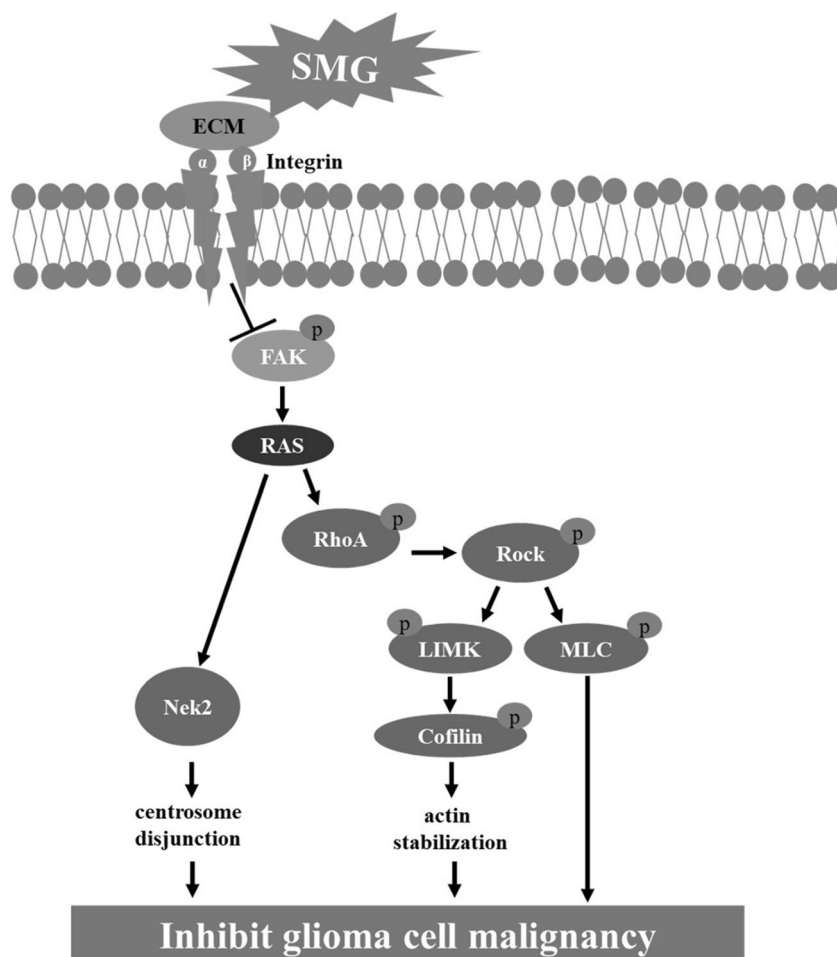 SMG
ECM
α
β
Integrin
p
FAK
RAS
p
RhoA
p
Rock
p
LIMK
p
MLC
Nek2
p
Cofilin
centrosome
disjunction
actin
stabilization
Inhibit glioma cell malignancy